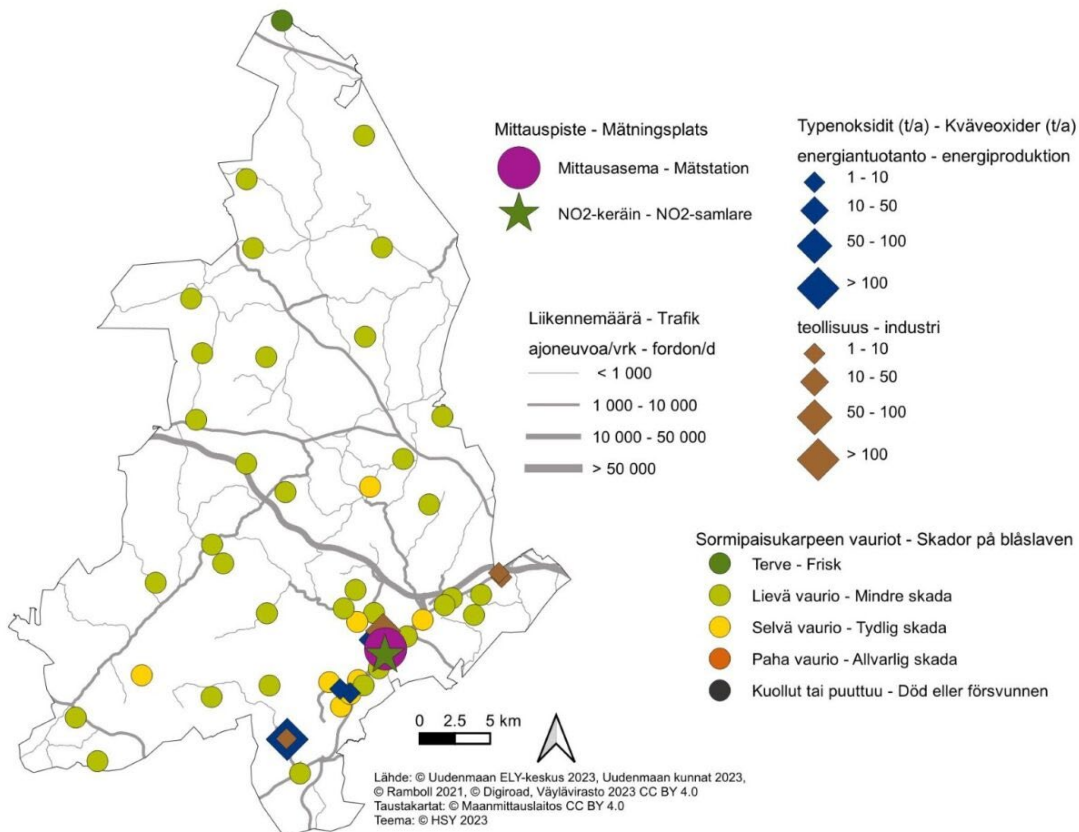 Mittauspiste - Mätningsplats
Mittausasema - Mätstation
NO2-keräin - NO2-samlare
Liikennemäärä - Trafik
ajoneuvoa/vrk - fordon/d
< 1 000
1 000 - 10 000
10 000 - 50 000
> 50 000
Typenoksidit (t/a) - Kväveoxider (t/a)
energiantuotanto - energiproduktion
1 - 10
10 - 50
50 - 100
> 100
teollisuus - industri
1 - 10
10 - 50
50 - 100
> 100
Sormipaisukarpeen vauriot - Skador på blåslaven
Terve - Frisk
Lievä vaurio - Mindre skada
Selvä vaurio - Tydlig skada
Paha vaurio - Allvarlig skada
Kuollut tai puuttuu - Död eller försvunnen
0 2.5 5 km
Lähde: © Uudenmaan ELY-keskus 2023, Uudenmaan kunnat 2023,
© Ramboll 2021, © Digiroad, Väylävirasto 2023 CC BY 4.0
Taustakartat: © Maanmittauslaitos CC BY 4.0
Teema: © HSY 2023